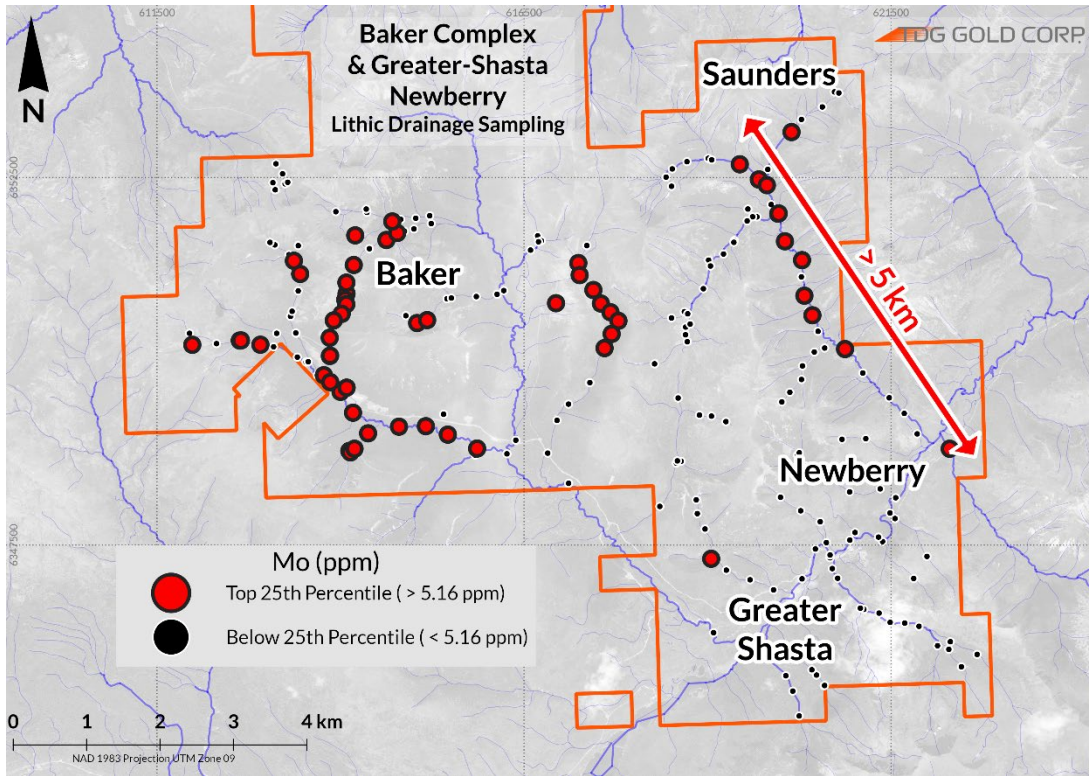 611500
616500
621500
TDG GOLD CORP.
Baker Complex
& Greater-Shasta
Newberry
Lithic Drainage Sampling
N
Saunders
6352500
Baker
> 5 km
Newberry
6347500
Mo (ppm)
Top 25th Percentile ( > 5.16 ppm)
Below 25th Percentile ( < 5.16 ppm)
Greater
Shasta
0 1 2 3 4 km
NAD 1983 Projection UTM Zone 09